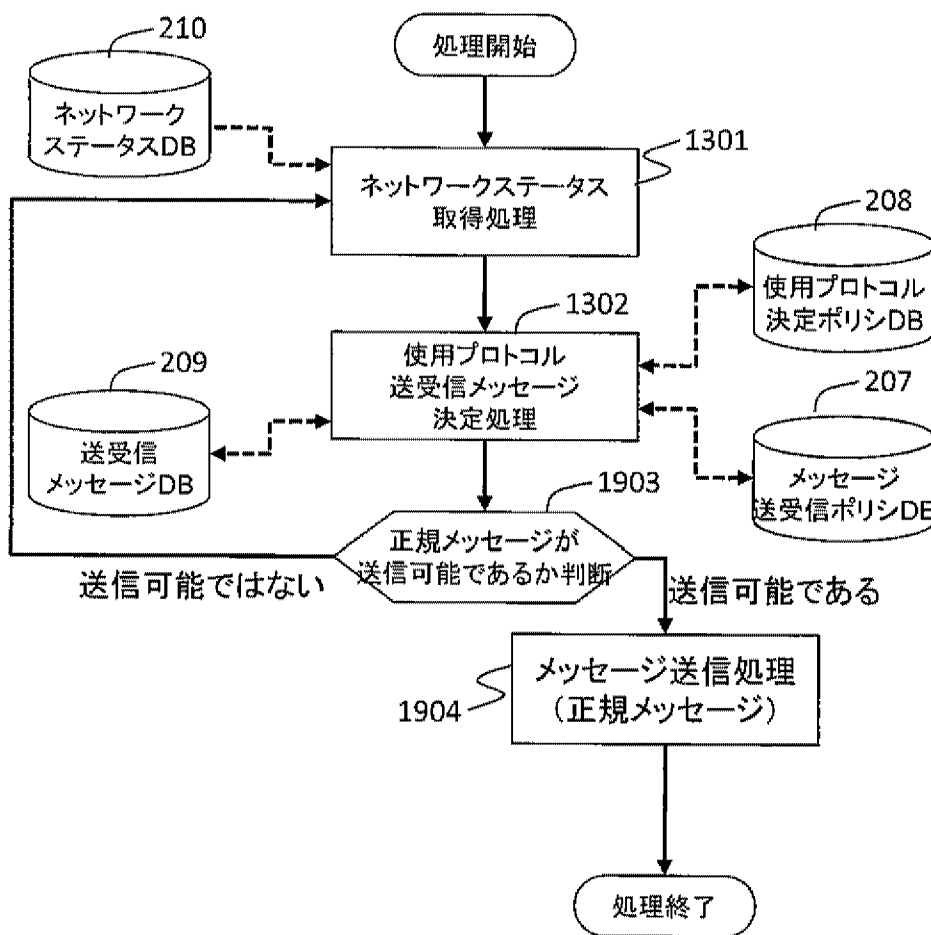 210
処理開始
ネットワーク
ステータスDB
1301
ネットワークステータス
取得処理
208
使用プロトコル
決定ポリシDB
1302
使用プロトコル
送受信メッセージ
決定処理
209
送受信
メッセージDB
207
メッセージ
送受信ポリシDB
1903
正規メッセージが
送信可能であるか判断
送信可能ではない
送信可能である
メッセージ送信処理
（正規メッセージ）
1904
処理終了